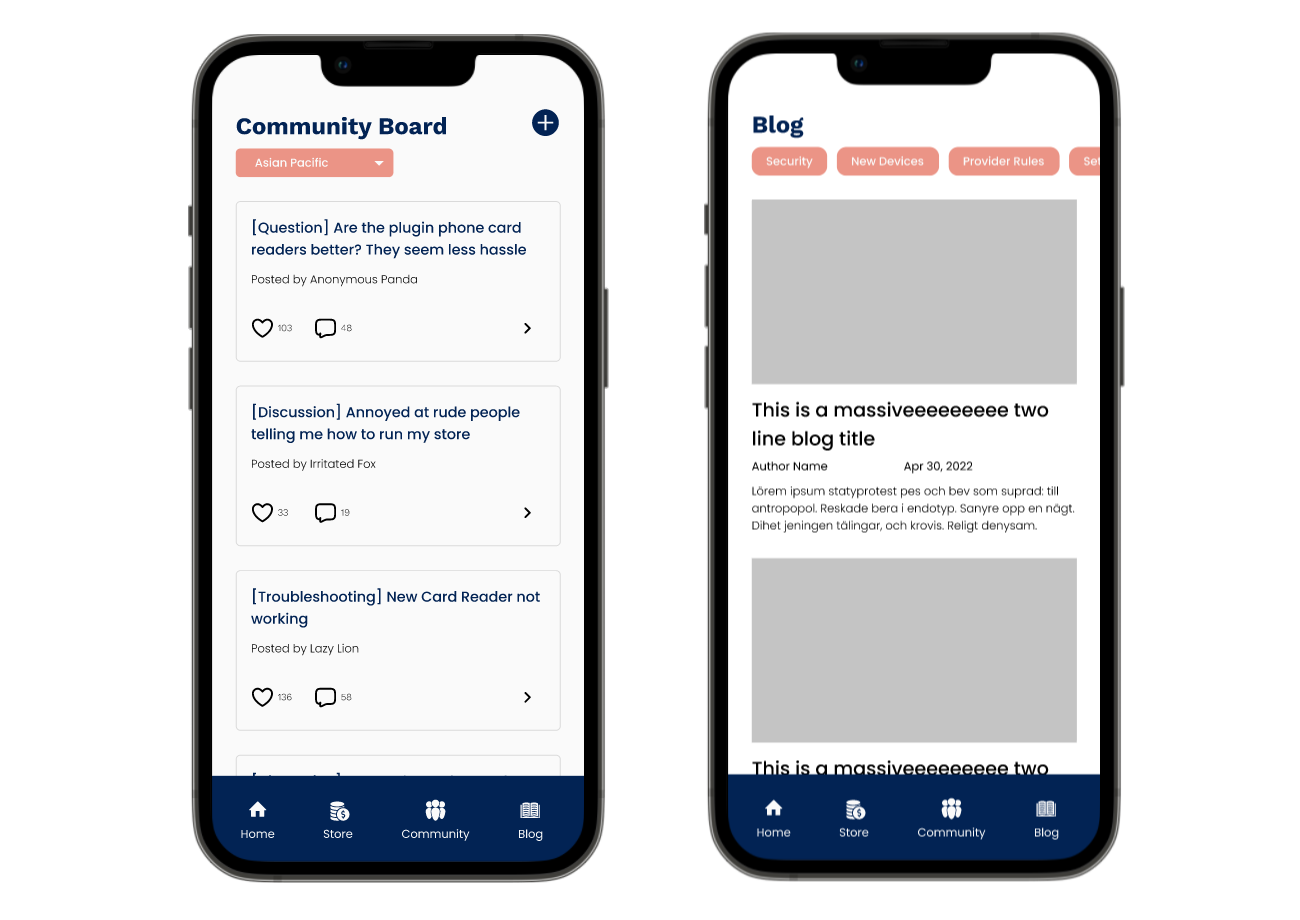 Community Board
Asian Pacific
[Question] Are the plugin phone card
readers better? They seem less hassle
Posted by Anonymous Panda
103 48
[Discussion] Annoyed at rude people
telling me how to run my store
Posted by Irritated Fox
33 19
[Troubleshooting] New Card Reader not
working
Posted by Lazy Lion
136 58
Home Store Community Blog
Blog
Security New Devices Provider Rules Set
This is a massiveeeeeeeee two
line blog title
Author Name Apr 30, 2022
Lörem ipsum statyprotest pes och bev som suprad: till
antropopol. Reskade bera i endotyp. Sanyre opp en någt.
Dihet jeningen tålingar, och krovis. Religt denysam.
This is a massiveeeeeeeee two
Home Store Community Blog